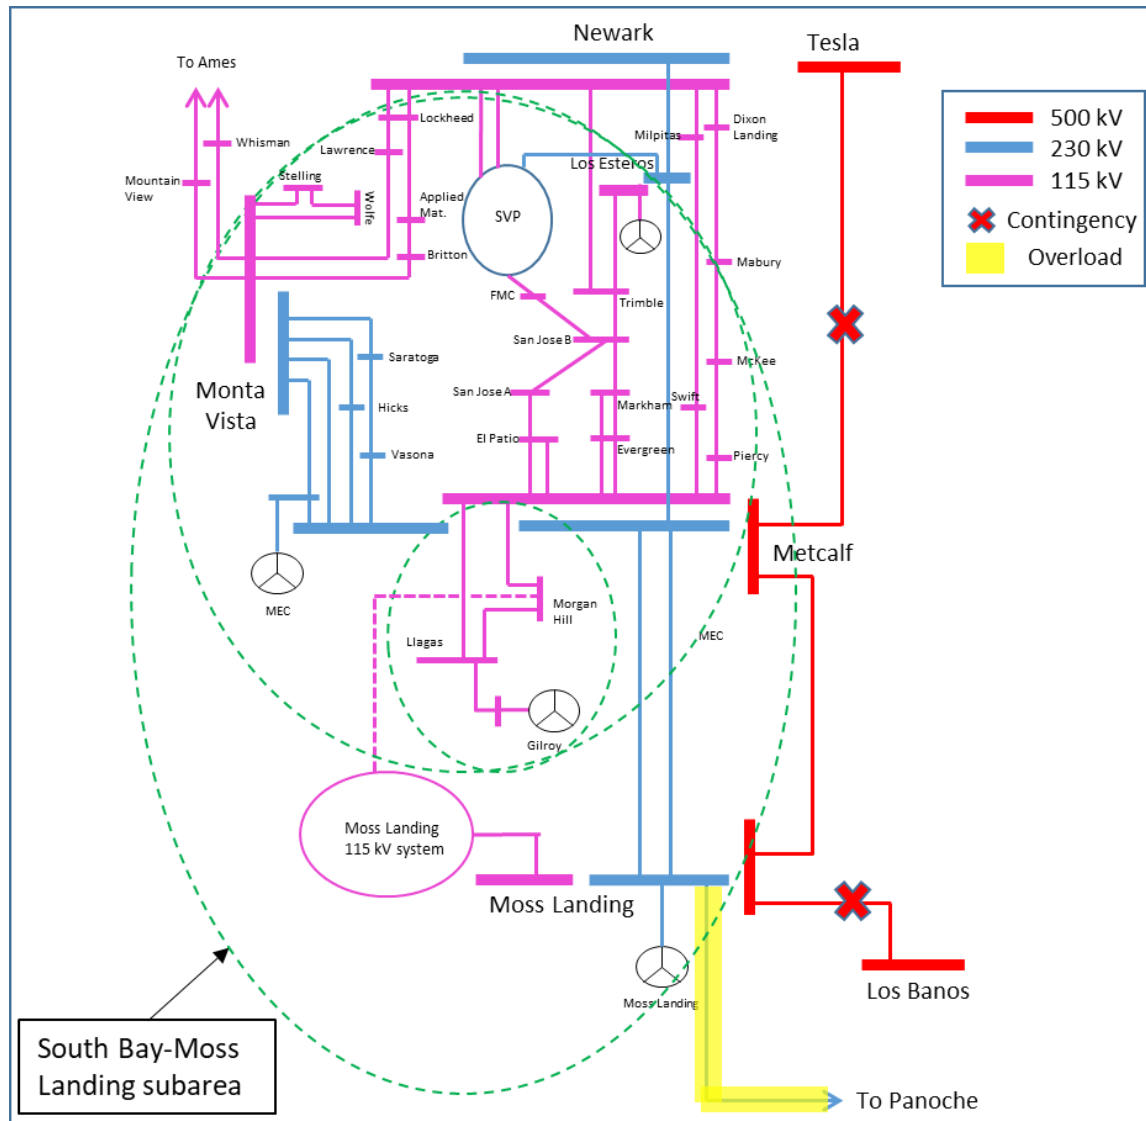 Newark
Tesla
To Ames
500 kV
230 kV
115 kV
Contingency
Overload
Lockheed
Dixon
Landing
Milpitas
Whisman
Lawrence
Los Esteros
Stelling
Mountain
View
Wolfe
Applied
Mat.
SVP
Britton
Mabury
FMC
Trimble
San Jose B
Saratoga
McKee
Monta
Vista
San Jose A
Markham
Swift
Hicks
El Patio
Evergreen
Vasona
Piercy
Metcalf
MEC
Morgan
Hill
MEC
Llagas
Gilroy
Moss Landing
115 kV system
Moss Landing
Los Banos
Moss Landing
South Bay-Moss
Landing subarea
To Panoche